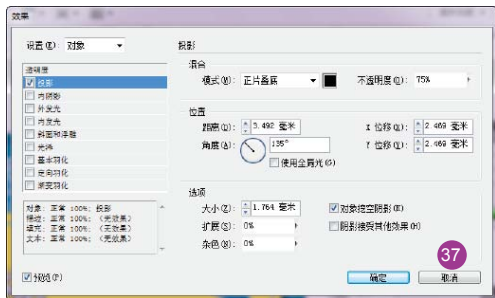 效果
设置(E): 对象
投影
透明度
投影
内阴影
外发光
内发光
斜面和浮雕
光泽
基本羽化
定向羽化
渐变羽化
对象: 正常 100%; 投影
描边: 正常 100%; (无效果)
填充: 正常 100%; (无效果)
文本: 正常 100%; (无效果)
混合
模式(M): 正片叠底
不透明度(O): 75%
位置
距离(D): 3.492 毫米
X 位移(X): 2.469 毫米
角度(A): 135°
Y 位移(Y): 2.469 毫米
使用全局光(G)
选项
大小(Z): 1.764 毫米
对象挖空阴影(K)
扩展(S): 0%
阴影接受其他效果(H)
杂色(N): 0%
37
预览(P)
确定
取消